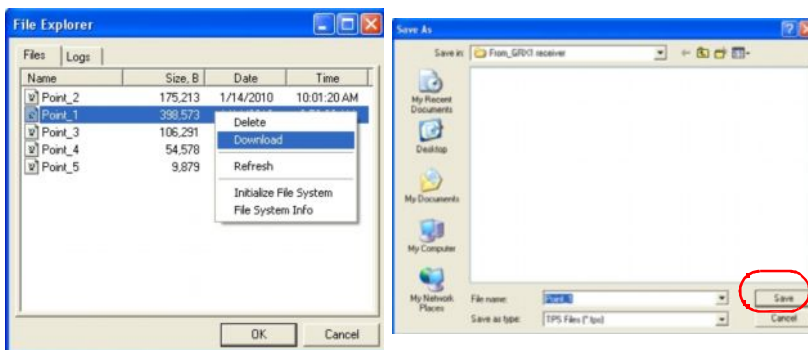 File Explorer
Files Logs
Name Size, B Date Time
Point_2 175,213 1/14/2010 10:01:20 AM
Point_1 398,573
Point_3 106,291
Point_4 54,578
Point_5 9,879
Delete
Download
Refresh
Initialize File System
File System Info
OK Cancel
Save As
Save in: From_GRX1 receiver
My Recent
Documents
Desktop
My Documents
My Computer
My Network
Places
File name: Point_1 Save
Save as type: TPS Files (*.tps) Cancel